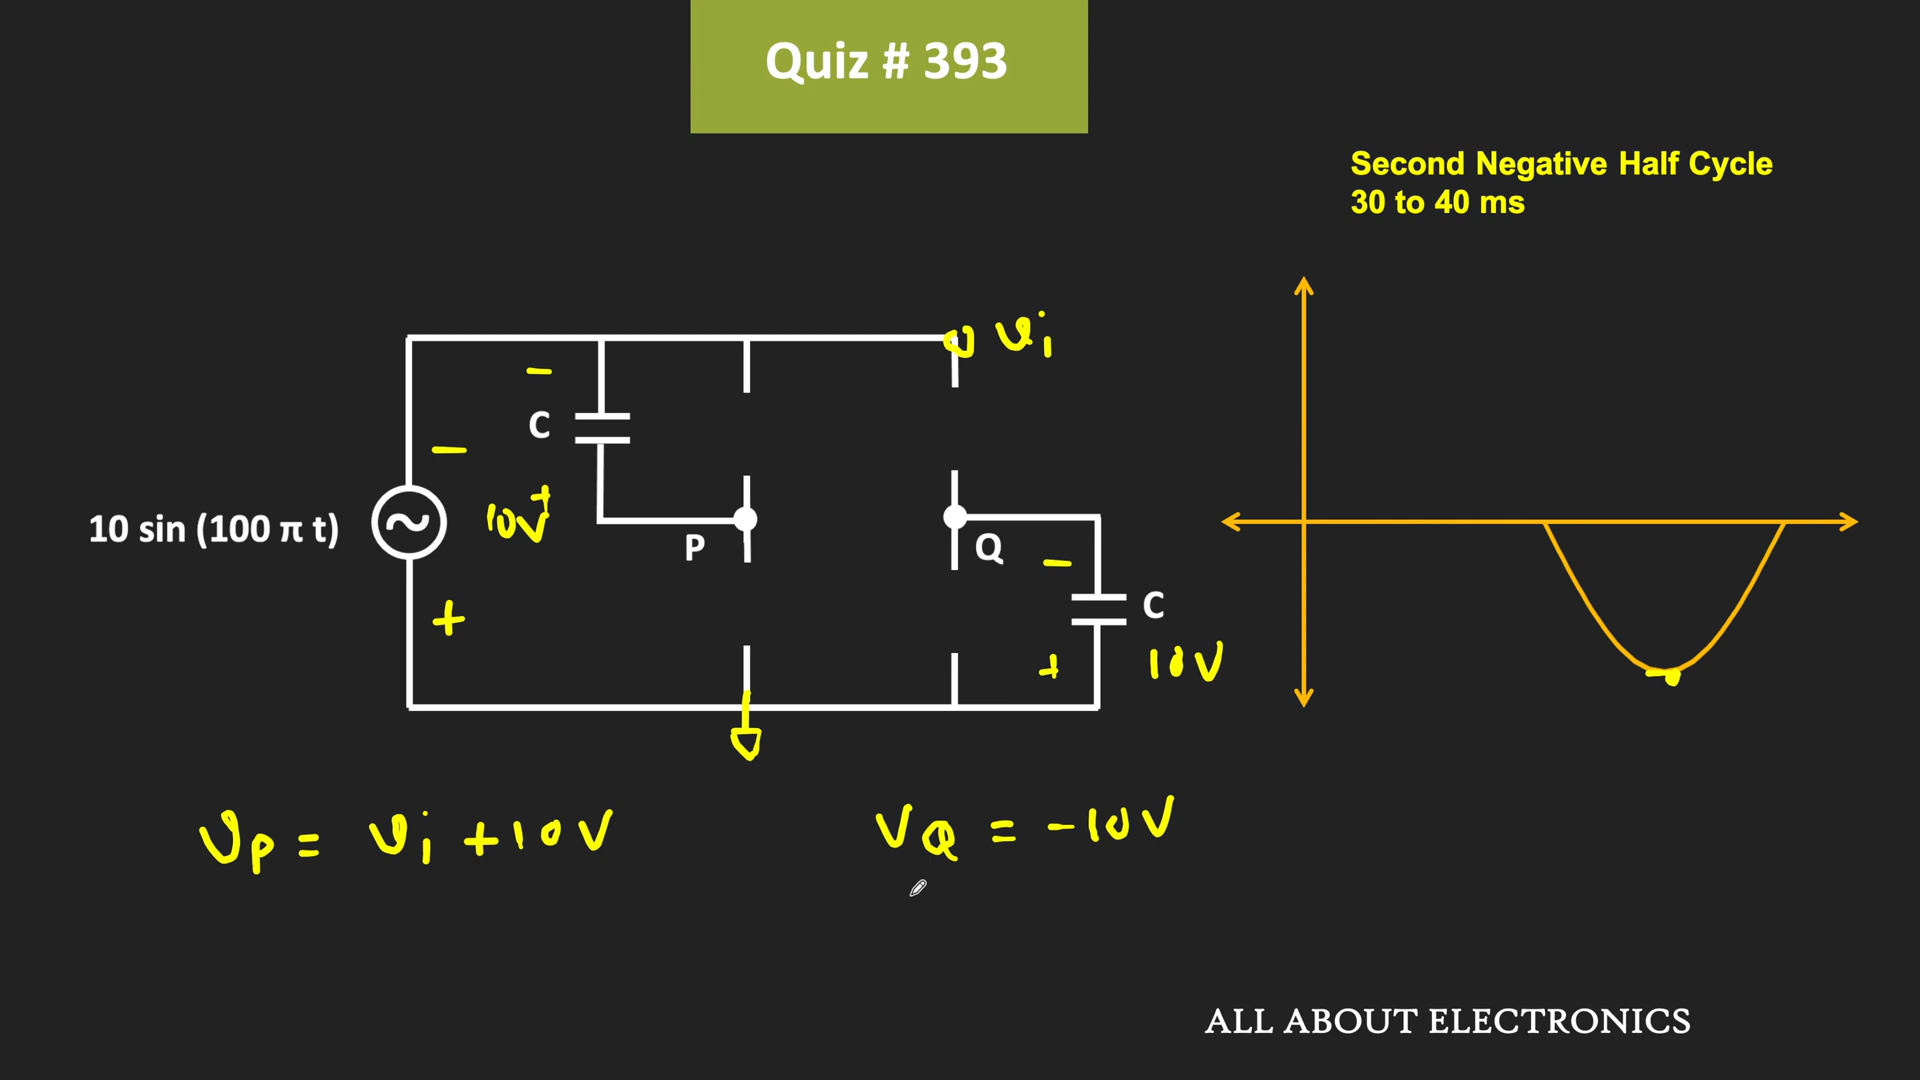 Quiz # 393
Second Negative Half Cycle
30 to 40 ms
vi
−
C
−
10 sin (100 π t)
10V
+
P
Q
−
C
+
+
10V
vP = vi + 10V
VQ = −10V
ALL ABOUT ELECTRONICS